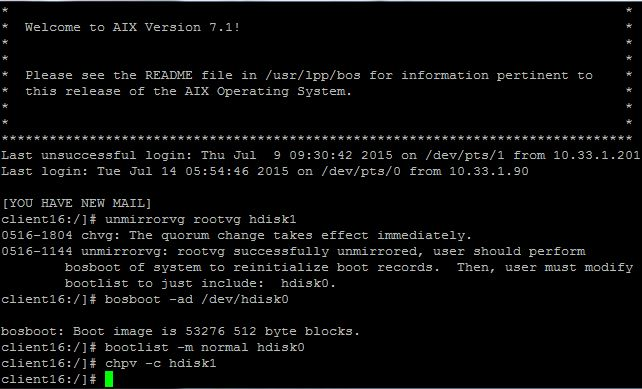 *                                                                             *
*  Welcome to AIX Version 7.1!                                                *
*                                                                             *
*                                                                             *
*  Please see the README file in /usr/lpp/bos for information pertinent to    *
*  this release of the AIX Operating System.                                  *
*                                                                             *
*                                                                             *
*******************************************************************************
Last unsuccessful login: Thu Jul  9 09:30:42 2015 on /dev/pts/1 from 10.33.1.201
Last login: Tue Jul 14 05:54:46 2015 on /dev/pts/0 from 10.33.1.90

[YOU HAVE NEW MAIL]
client16:/]# unmirrorvg rootvg hdisk1
0516-1804 chvg: The quorum change takes effect immediately.
0516-1144 unmirrorvg: rootvg successfully unmirrored, user should perform
        bosboot of system to reinitialize boot records.  Then, user must modify
        bootlist to just include:  hdisk0.
client16:/]# bosboot -ad /dev/hdisk0

bosboot: Boot image is 53276 512 byte blocks.
client16:/]# bootlist -m normal hdisk0
client16:/]# chpv -c hdisk1
client16:/]#